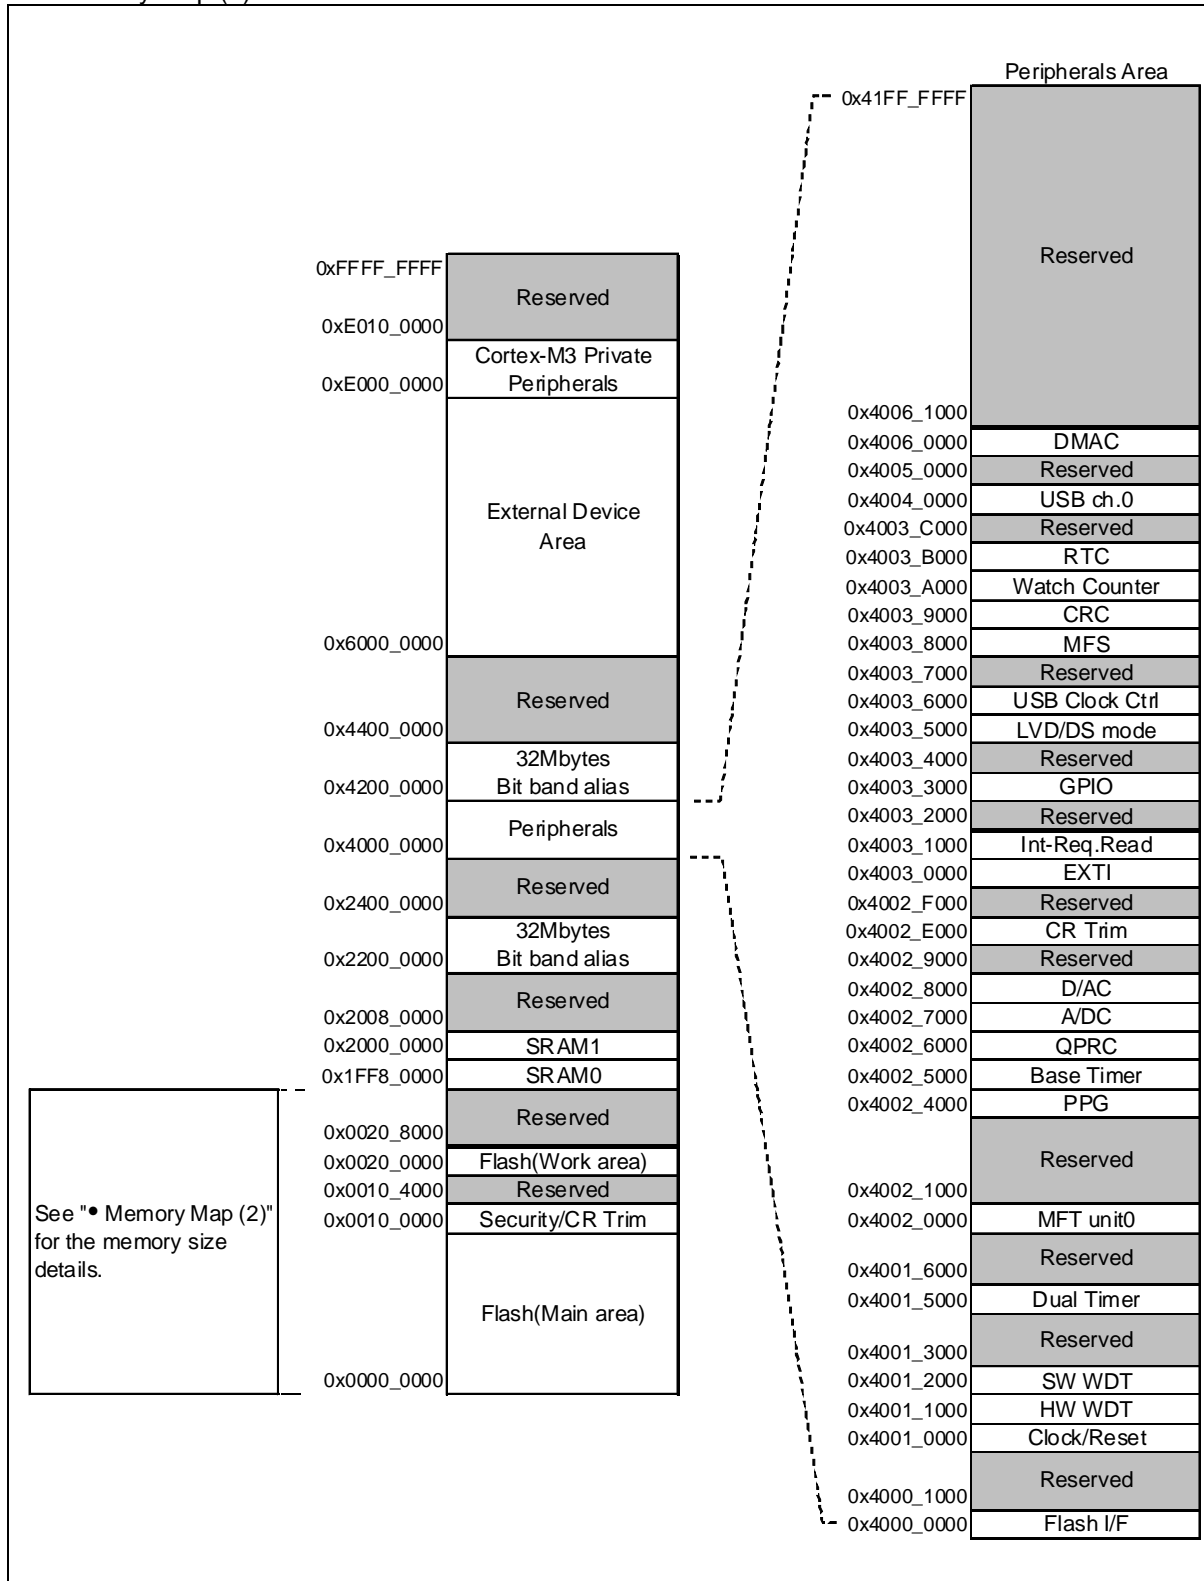 0xFFFF_FFFF
Reserved
0xE010_0000
Cortex-M3 Private
Peripherals
0xE000_0000
External Device
Area
0x6000_0000
Reserved
0x4400_0000
32Mbytes
Bit band alias
0x4200_0000
Peripherals
0x4000_0000
Reserved
0x2400_0000
32Mbytes
Bit band alias
0x2200_0000
Reserved
0x2008_0000
0x2000_0000 SRAM1
0x1FF8_0000 SRAM0
Reserved
0x0020_8000
0x0020_0000 Flash(Work area)
0x0010_4000 Reserved
0x0010_0000 Security/CR Trim
Flash(Main area)
0x0000_0000
See "• Memory Map (2)"
for the memory size
details.
Peripherals Area
0x41FF_FFFF
Reserved
0x4006_1000
0x4006_0000 DMAC
0x4005_0000 Reserved
0x4004_0000 USB ch.0
0x4003_C000 Reserved
0x4003_B000 RTC
0x4003_A000 Watch Counter
0x4003_9000 CRC
0x4003_8000 MFS
0x4003_7000 Reserved
0x4003_6000 USB Clock Ctrl
0x4003_5000 LVD/DS mode
0x4003_4000 Reserved
0x4003_3000 GPIO
0x4003_2000 Reserved
0x4003_1000 Int-Req.Read
0x4003_0000 EXTI
0x4002_F000 Reserved
0x4002_E000 CR Trim
0x4002_9000 Reserved
0x4002_8000 D/AC
0x4002_7000 A/DC
0x4002_6000 QPRC
0x4002_5000 Base Timer
0x4002_4000 PPG
Reserved
0x4002_1000
0x4002_0000 MFT unit0
Reserved
0x4001_6000
0x4001_5000 Dual Timer
Reserved
0x4001_3000
0x4001_2000 SW WDT
0x4001_1000 HW WDT
0x4001_0000 Clock/Reset
Reserved
0x4000_1000
0x4000_0000 Flash I/F